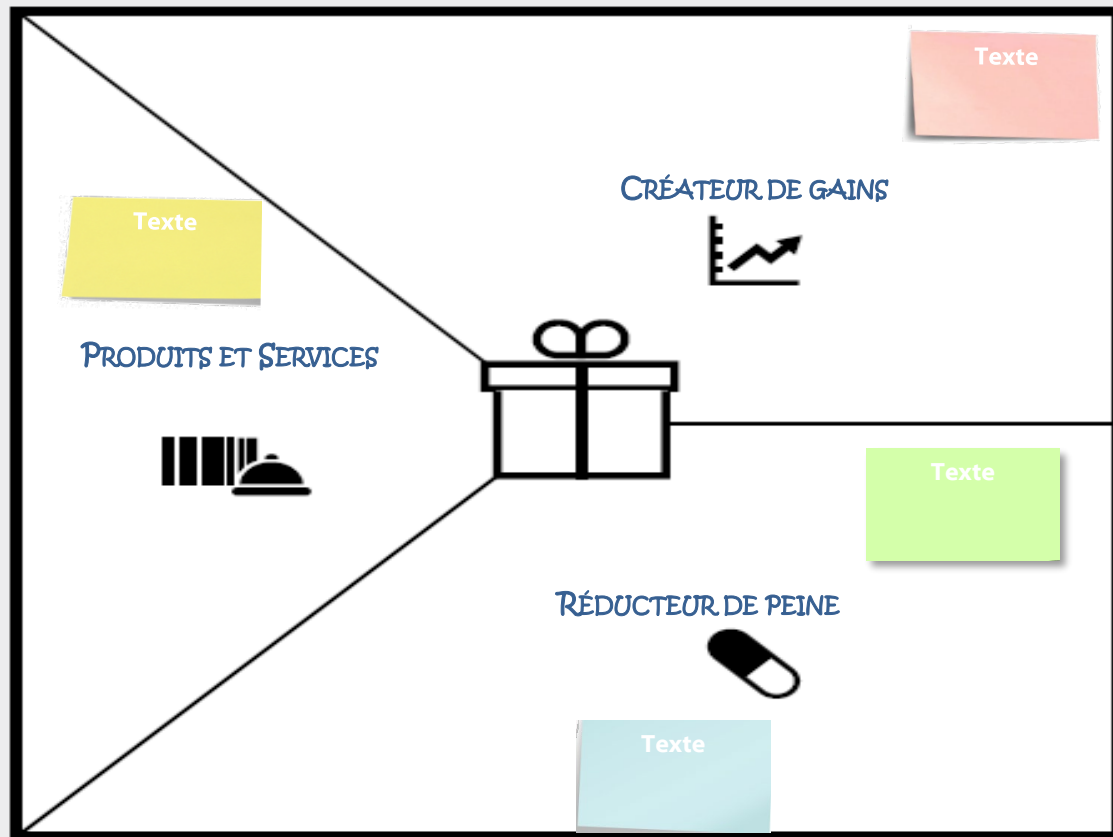 Texte
CRÉATEUR DE GAINS
Texte
PRODUITS ET SERVICES
Texte
RÉDUCTEUR DE PEINE
Texte